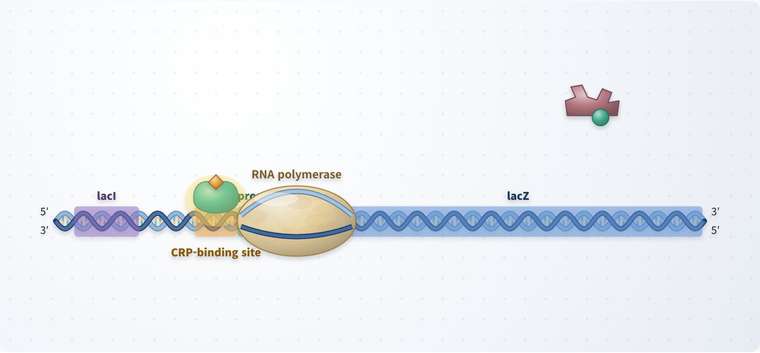 RNA polymerase
lacI
lacZ
5'
3'
3'
5'
CRP-binding site